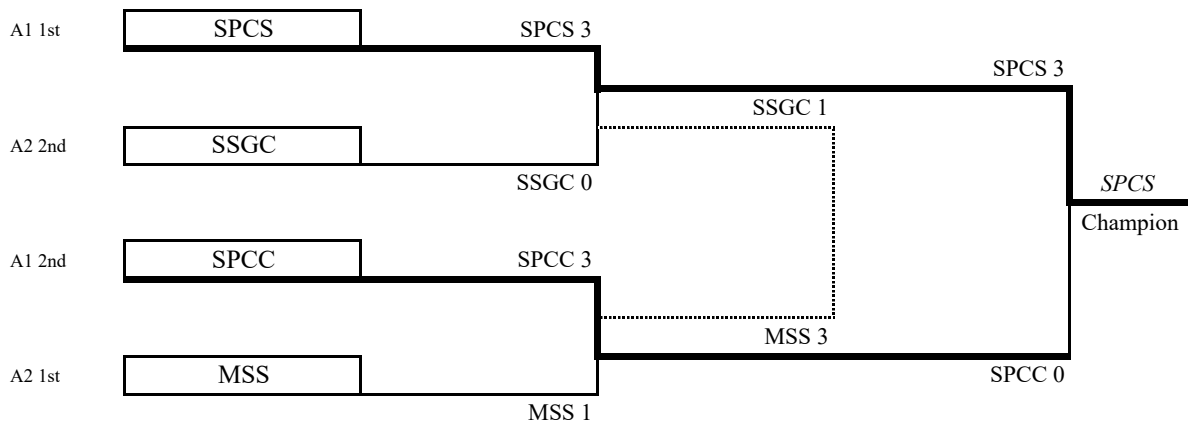 A1 1st
SPCS
SPCS 3
SPCS 3
SSGC 1
A2 2nd
SSGC
SSGC 0
SPCS
Champion
A1 2nd
SPCC
SPCC 3
MSS 3
A2 1st
MSS
SPCC 0
MSS 1